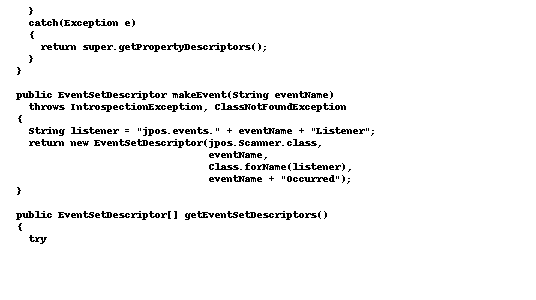 }
  catch(Exception e)
  {
    return super.getPropertyDescriptors();
  }
}

public EventSetDescriptor makeEvent(String eventName)
  throws IntrospectionException, ClassNotFoundException
{
  String listener = "jpos.events." + eventName + "Listener";
  return new EventSetDescriptor(jpos.Scanner.class,
                                eventName,
                                Class.forName(listener),
                                eventName + "Occurred");
}

public EventSetDescriptor[] getEventSetDescriptors()
{
  try